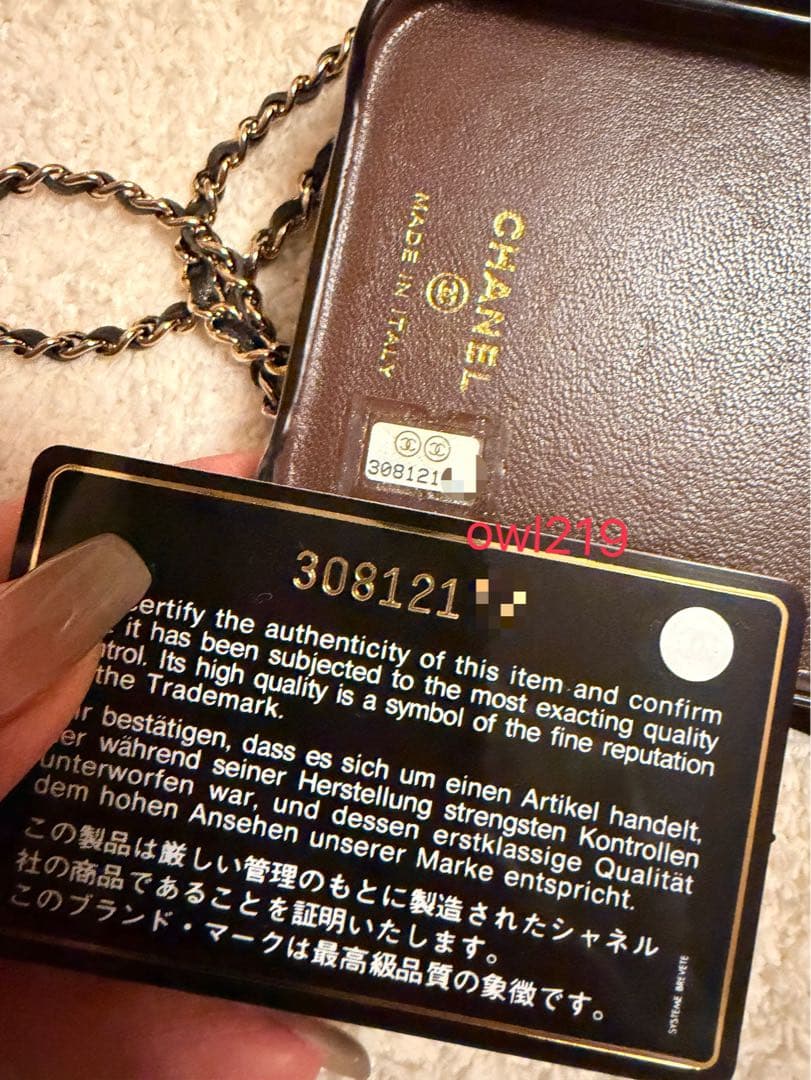 CHANEL
MADE IN ITALY
308121
owl219
308121
certify the authenticity of this item and confirm
it has been subjected to the most exacting quality
Its high quality is a symbol of the fine reputation
the Trademark.
bestätigen, dass es sich um einen Artikel handelt,
während seiner Herstellung strengsten Kontrollen
unterworfen war, und dessen erstklassige Qualität
dem hohen Ansehen unserer Marke entspricht.
この製品は厳しい管理のもとに製造されたシャネル
社の商品であることを証明いたします。
このブランド・マークは最高級品質の象徴です。
SYSTEME BREVETE